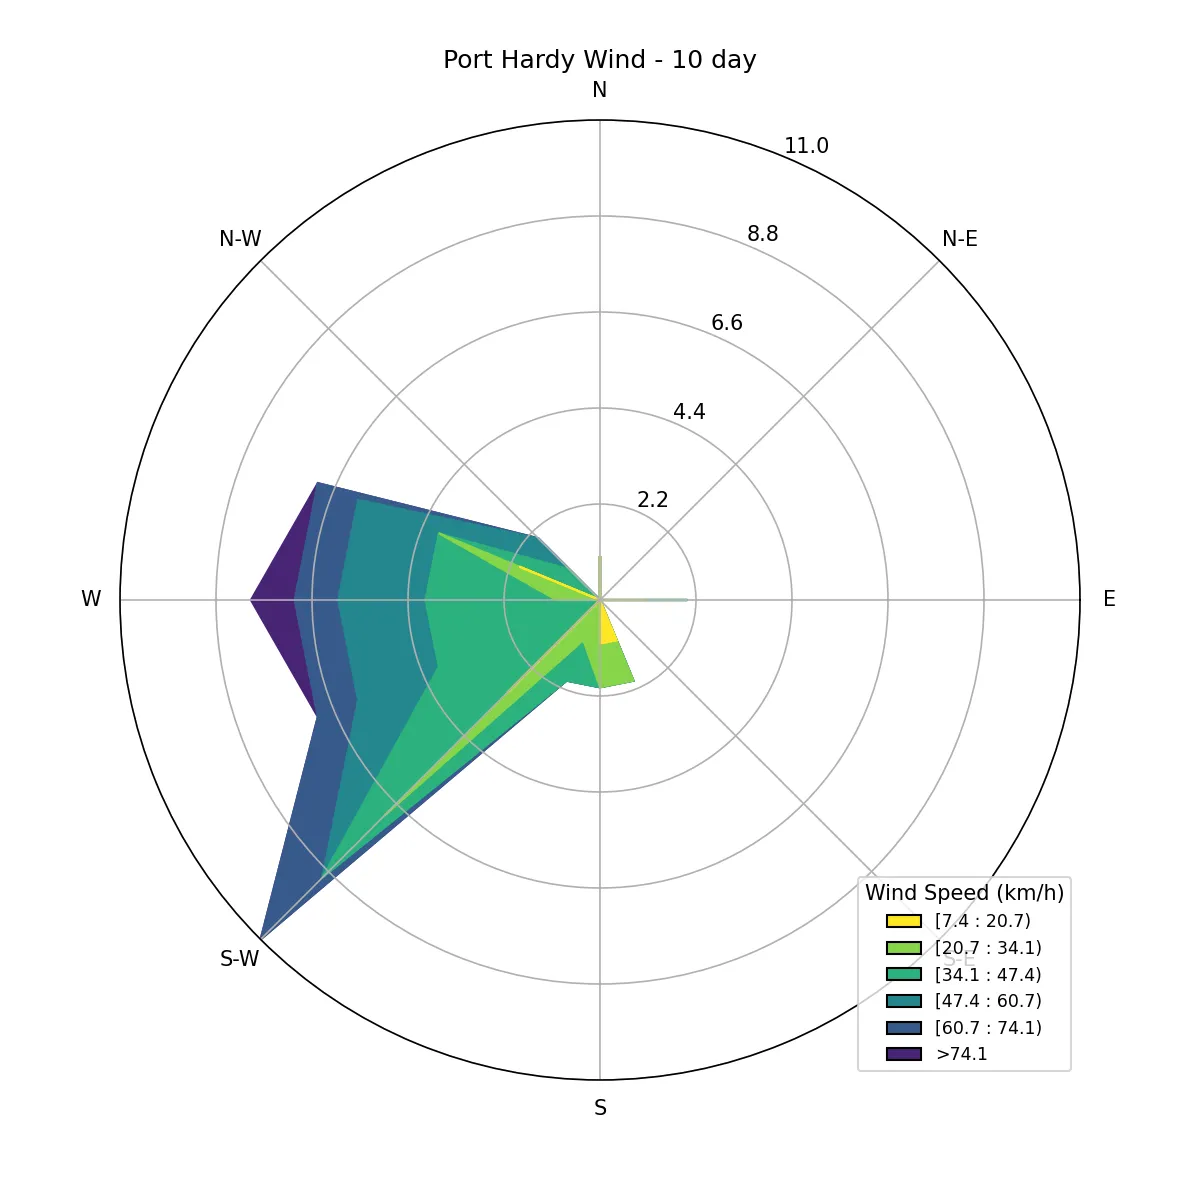 Port Hardy Wind - 10 day
N
11.0
N-W
N-E
8.8
6.6
4.4
2.2
W
E
S-W
S-E
S
Wind Speed (km/h)
[7.4 : 20.7)
[20.7 : 34.1)
[34.1 : 47.4)
[47.4 : 60.7)
[60.7 : 74.1)
>74.1